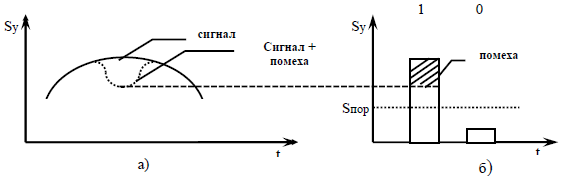 1 0
Sy
сигнал
Сигнал +
помеха
Sy
помеха
Sпор
t
t
а)
б)